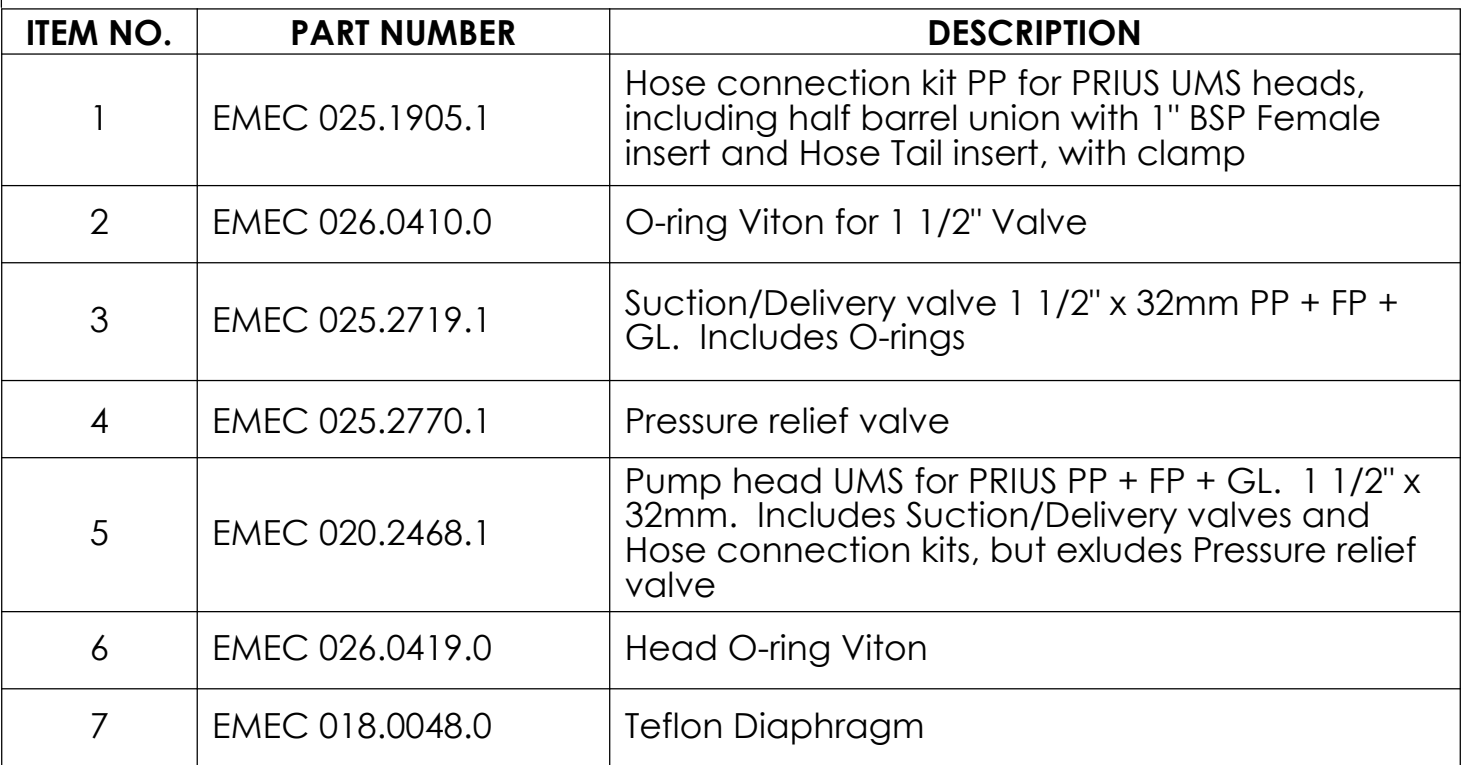 ITEM NO. PART NUMBER DESCRIPTION
1 EMEC 025.1905.1 Hose connection kit PP for PRIUS UMS heads,
including half barrel union with 1" BSP Female
insert and Hose Tail insert, with clamp
2 EMEC 026.0410.0 O-ring Viton for 1 1/2" Valve
3 EMEC 025.2719.1 Suction/Delivery valve 1 1/2" x 32mm PP + FP +
GL. Includes O-rings
4 EMEC 025.2770.1 Pressure relief valve
5 EMEC 020.2468.1 Pump head UMS for PRIUS PP + FP + GL. 1 1/2" x
32mm. Includes Suction/Delivery valves and
Hose connection kits, but exludes Pressure relief
valve
6 EMEC 026.0419.0 Head O-ring Viton
7 EMEC 018.0048.0 Teflon Diaphragm